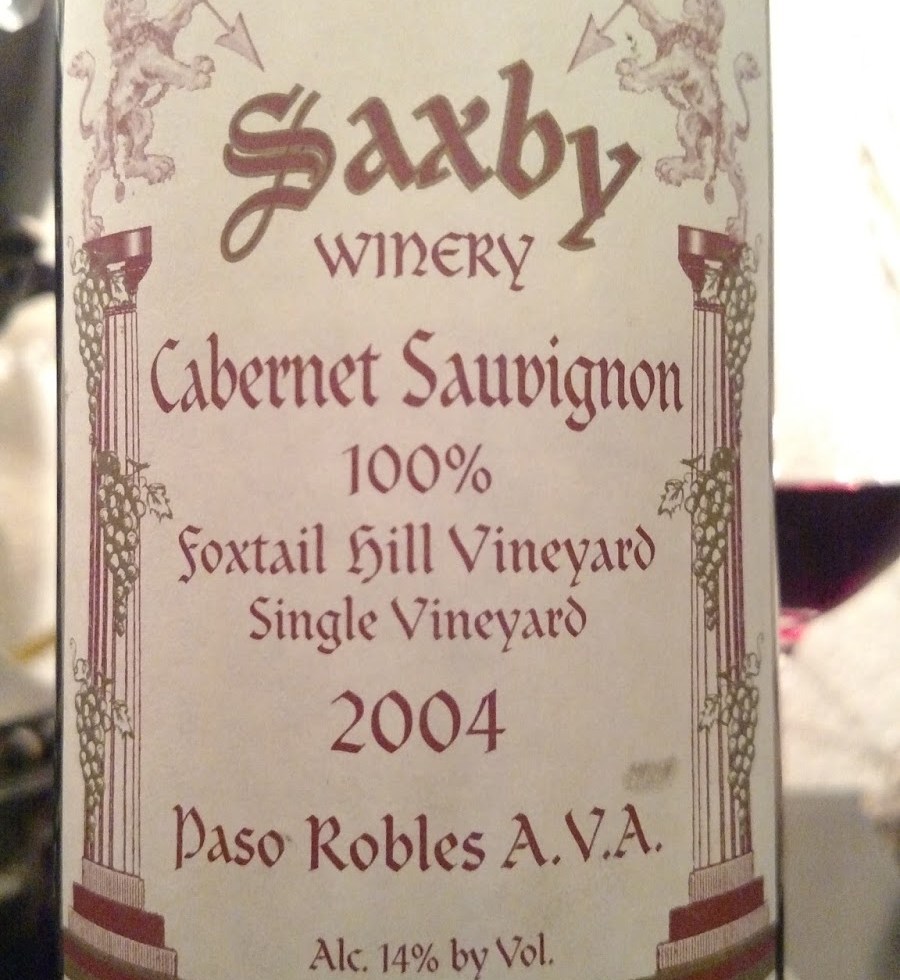 Saxby
WINERY
Cabernet Sauvignon
100%
Foxtail Hill Vineyard
Single Vineyard
2004
Paso Robles A.V.A.
Alc. 14% by Vol.